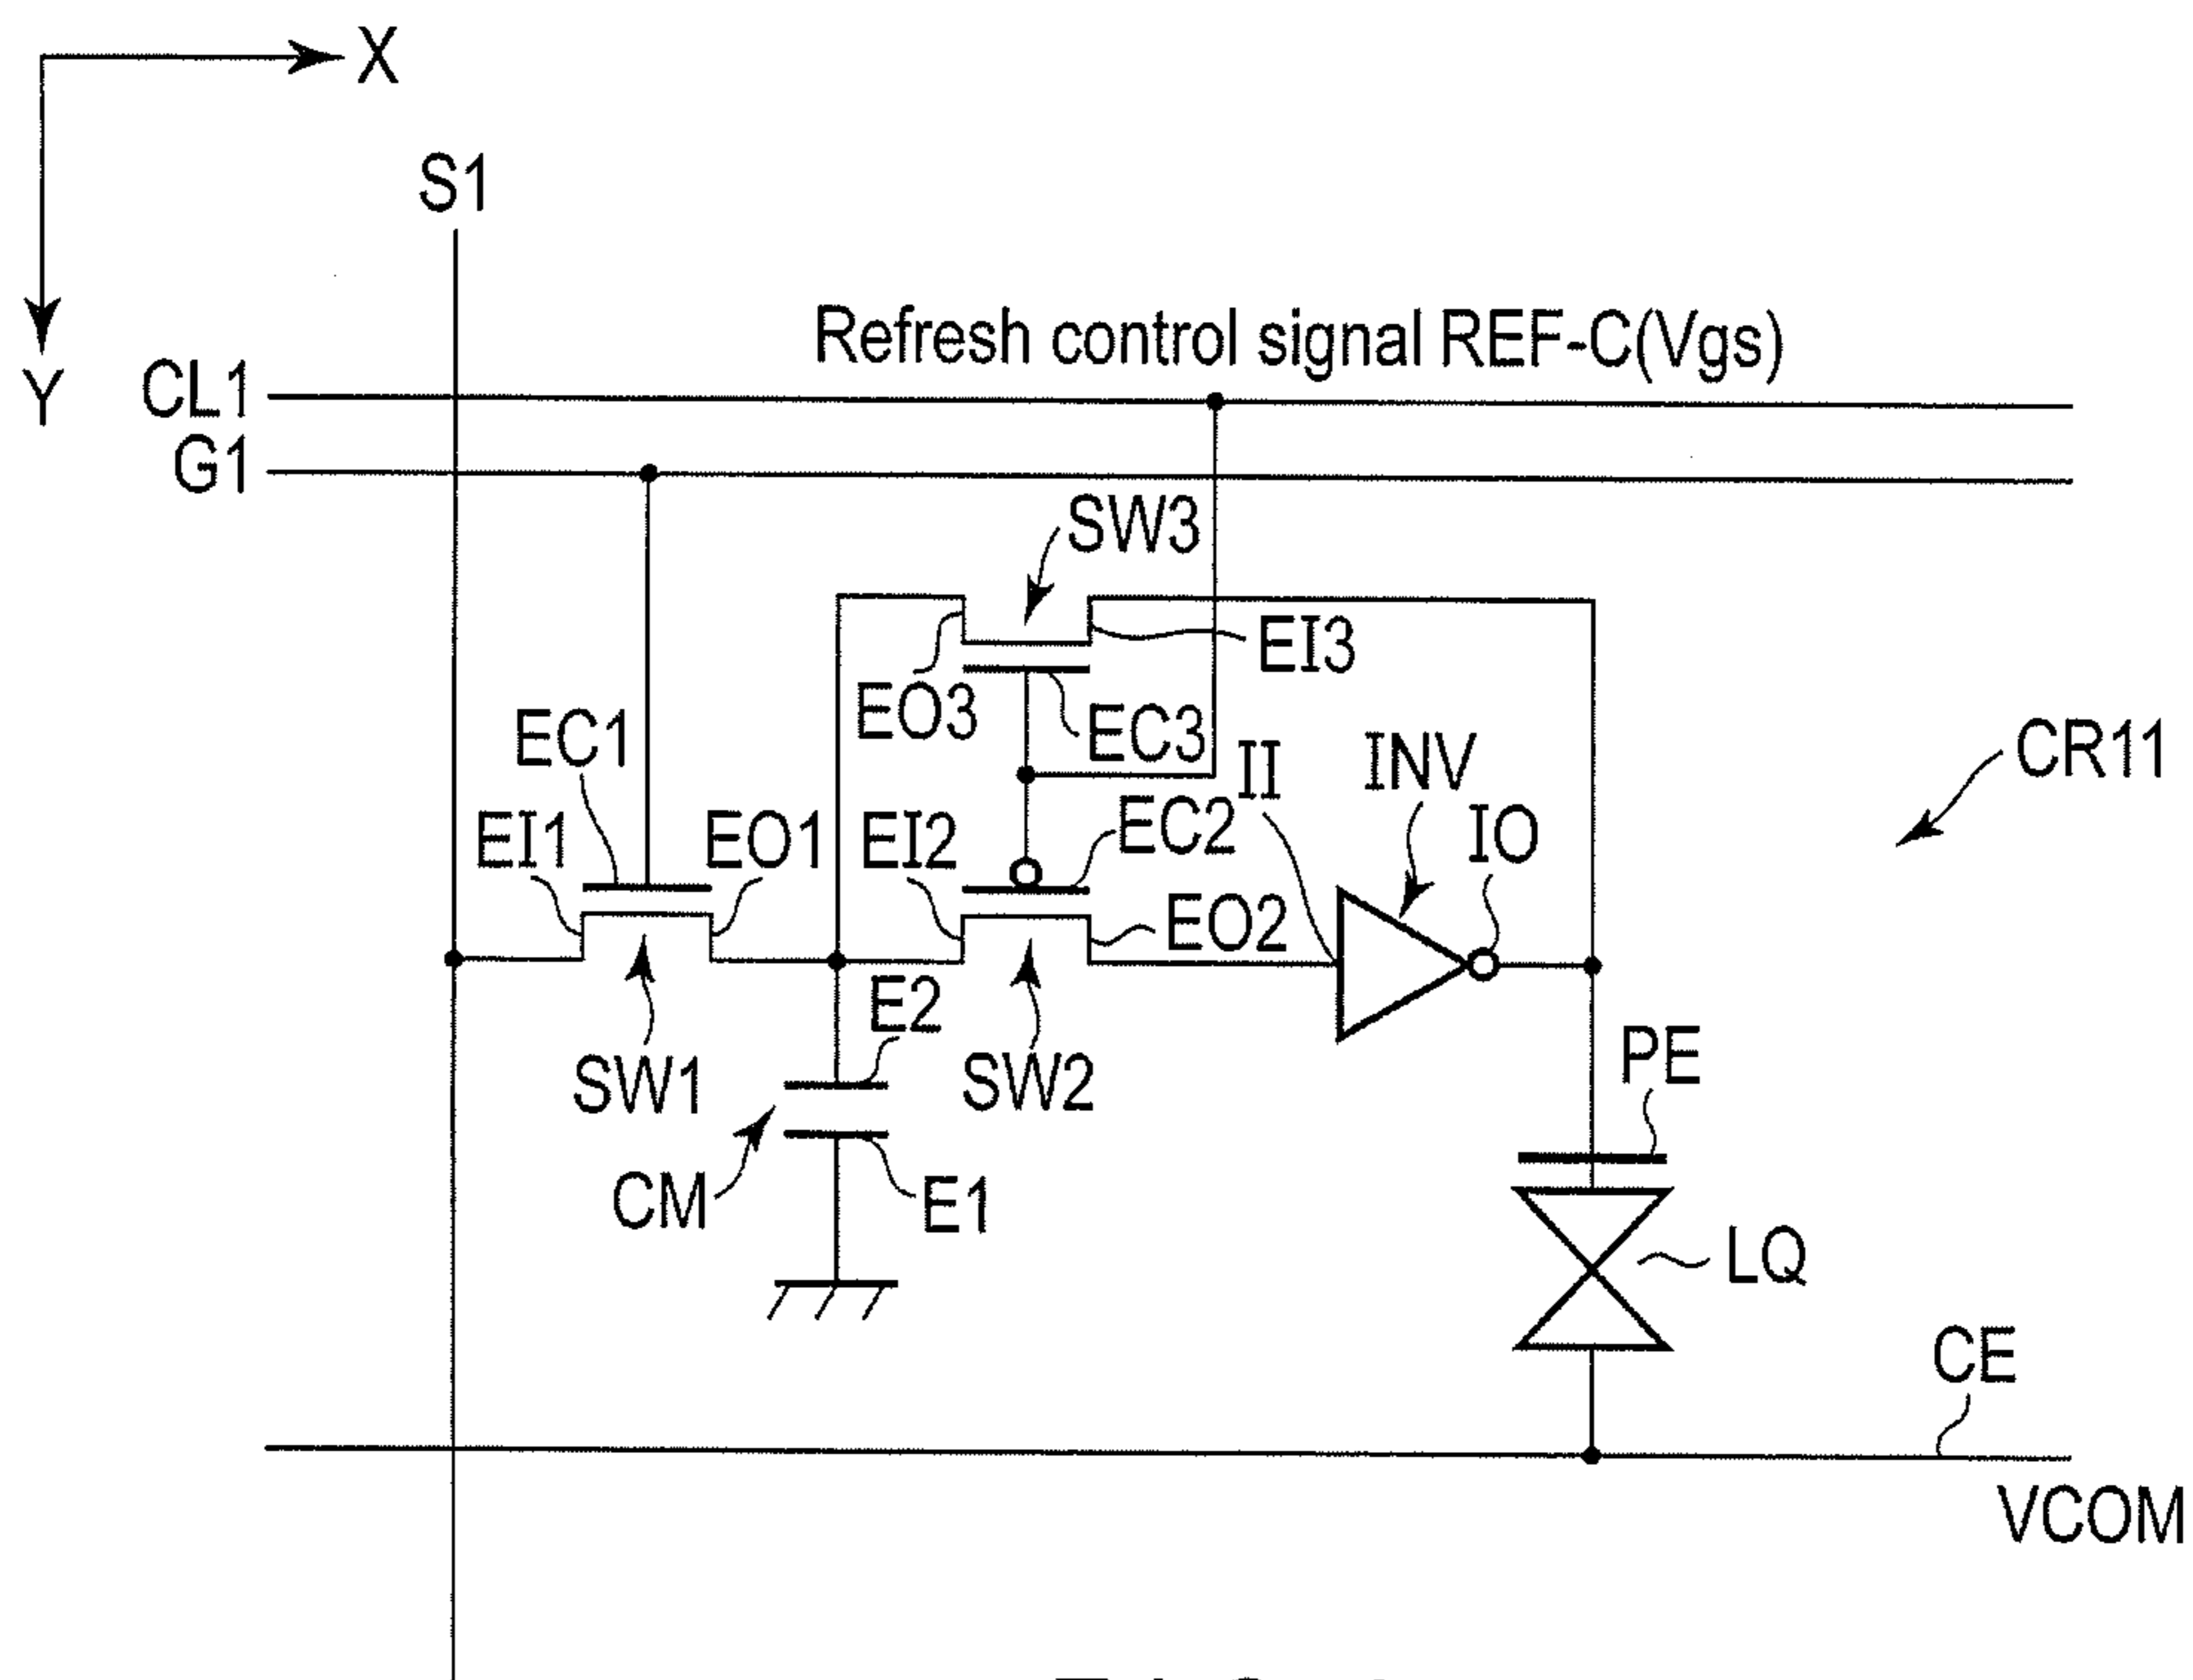 X
S1
Refresh control signal REF-C(Vgs)
Y
CL1
G1
SW3
EI3
EO3
EC3
EC1
II
INV
CR11
EI1
EO1
EI2
EC2
IO
EO2
E2
SW1
SW2
PE
CM
E1
LQ
CE
VCOM